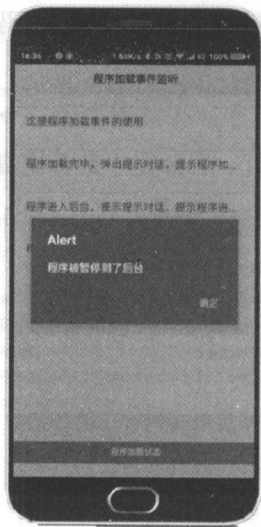 16:36
100%
程序加载事件监听
这是程序加载事件的使用
程序加载完毕，弹出提示对话，提示程序加...
程序进入后台，提示提示对话，提示程序进...
Alert
程序被暂停到了后台
确定
程序加载状态